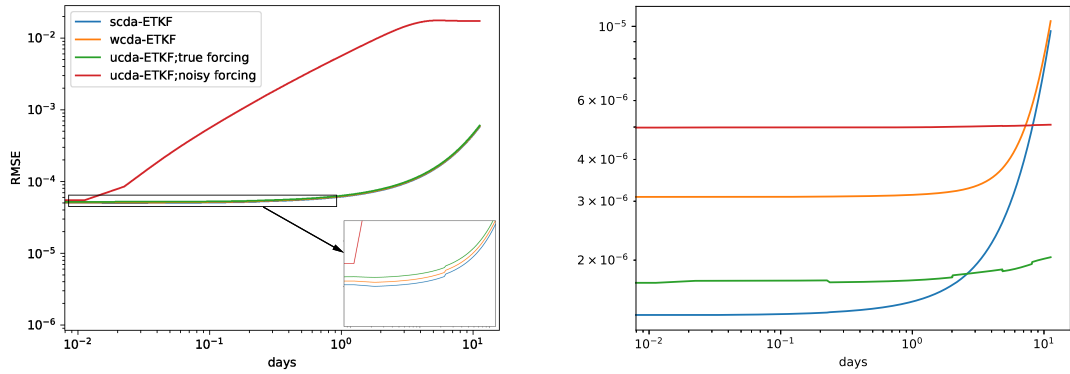 scda-ETKF
wcda-ETKF
ucda-ETKF;true forcing
ucda-ETKF;noisy forcing
RMSE
10⁻²
10⁻³
10⁻⁴
10⁻⁵
10⁻⁶
10⁻² 10⁻¹ 10⁰ 10¹
days
10⁻⁵
6 × 10⁻⁶
4 × 10⁻⁶
3 × 10⁻⁶
2 × 10⁻⁶
10⁻² 10⁻¹ 10⁰ 10¹
days